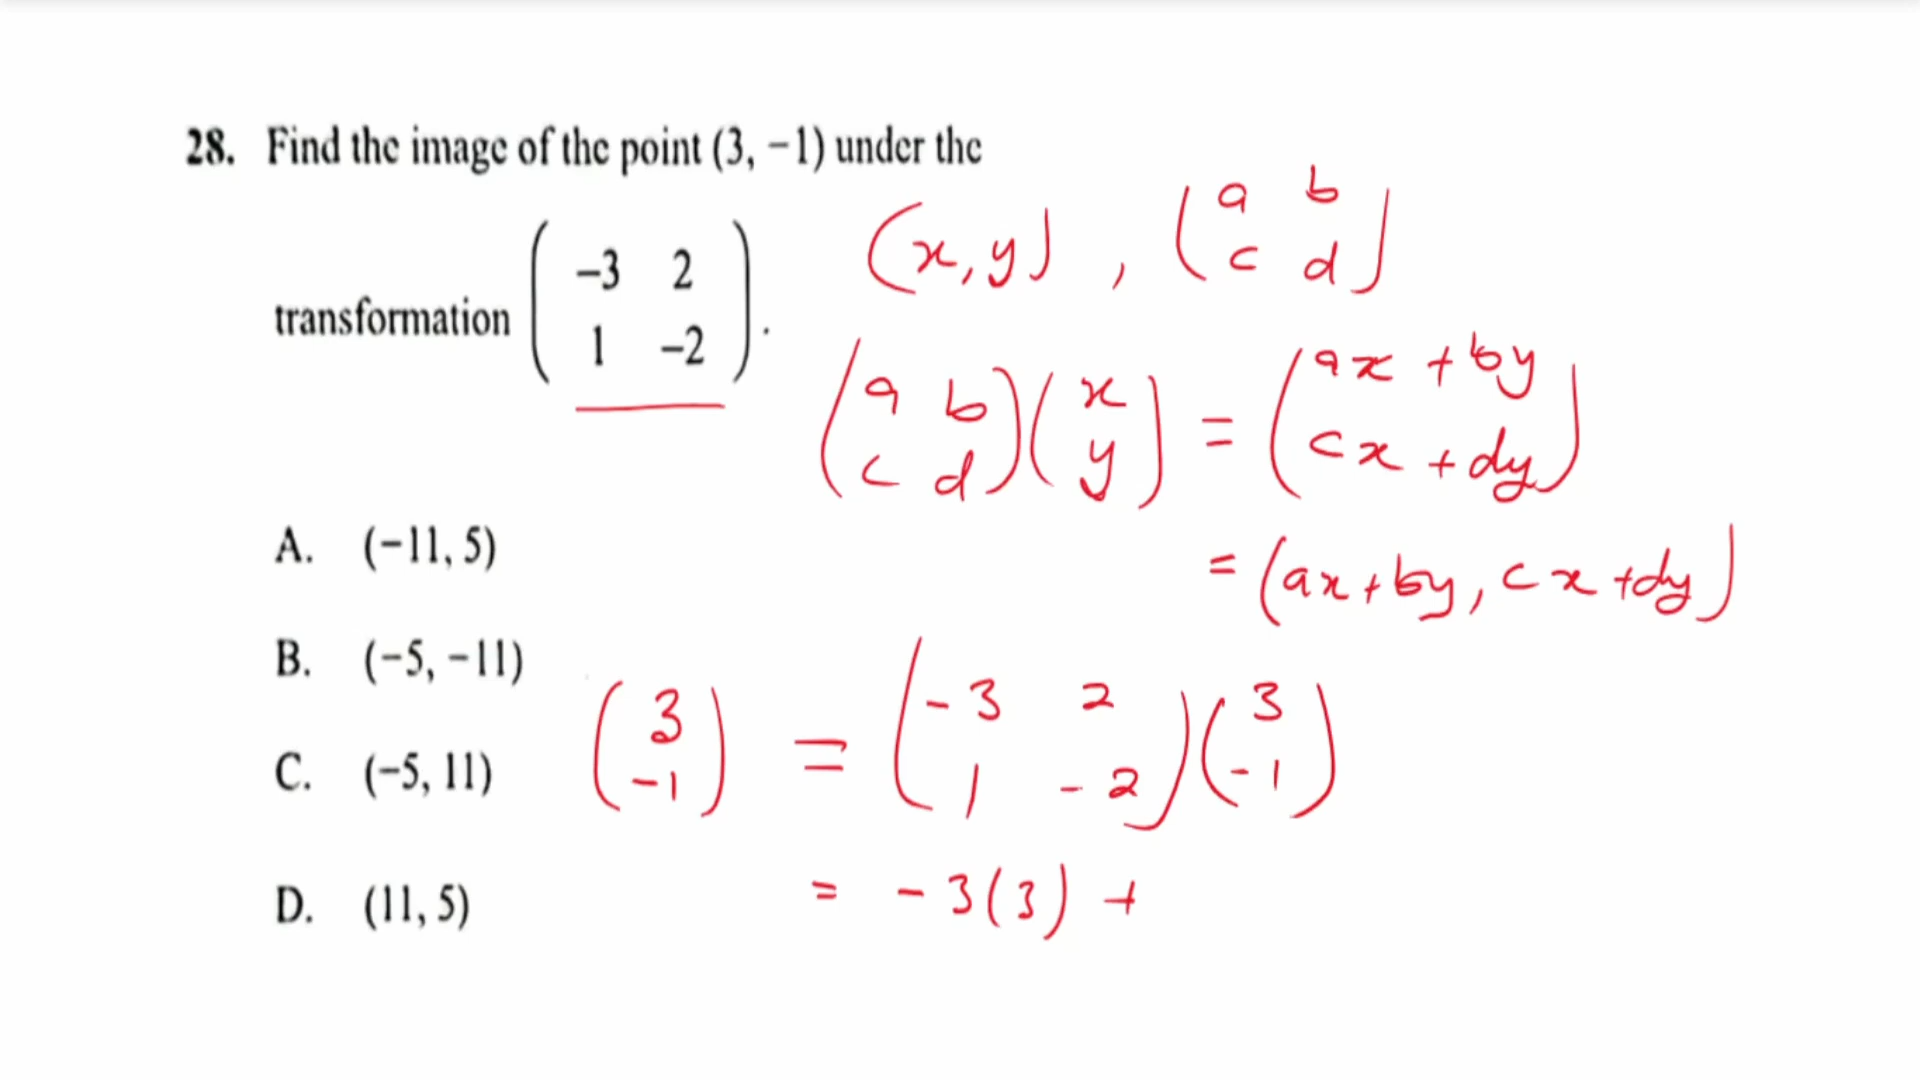 28. Find the image of the point (3, −1) under the
transformation ( −3 2
1 −2 ).
(x,y) , ( a b
c d )
( a b
c d ) ( x
y ) = ( ax + by
cx + dy )
= (ax+by, cx+dy)
A. (−11, 5)
B. (−5, −11)
C. (−5, 11)
D. (11, 5)
( 3
-1 ) = ( -3 2
1 -2 ) ( 3
-1 )
= -3(3) +